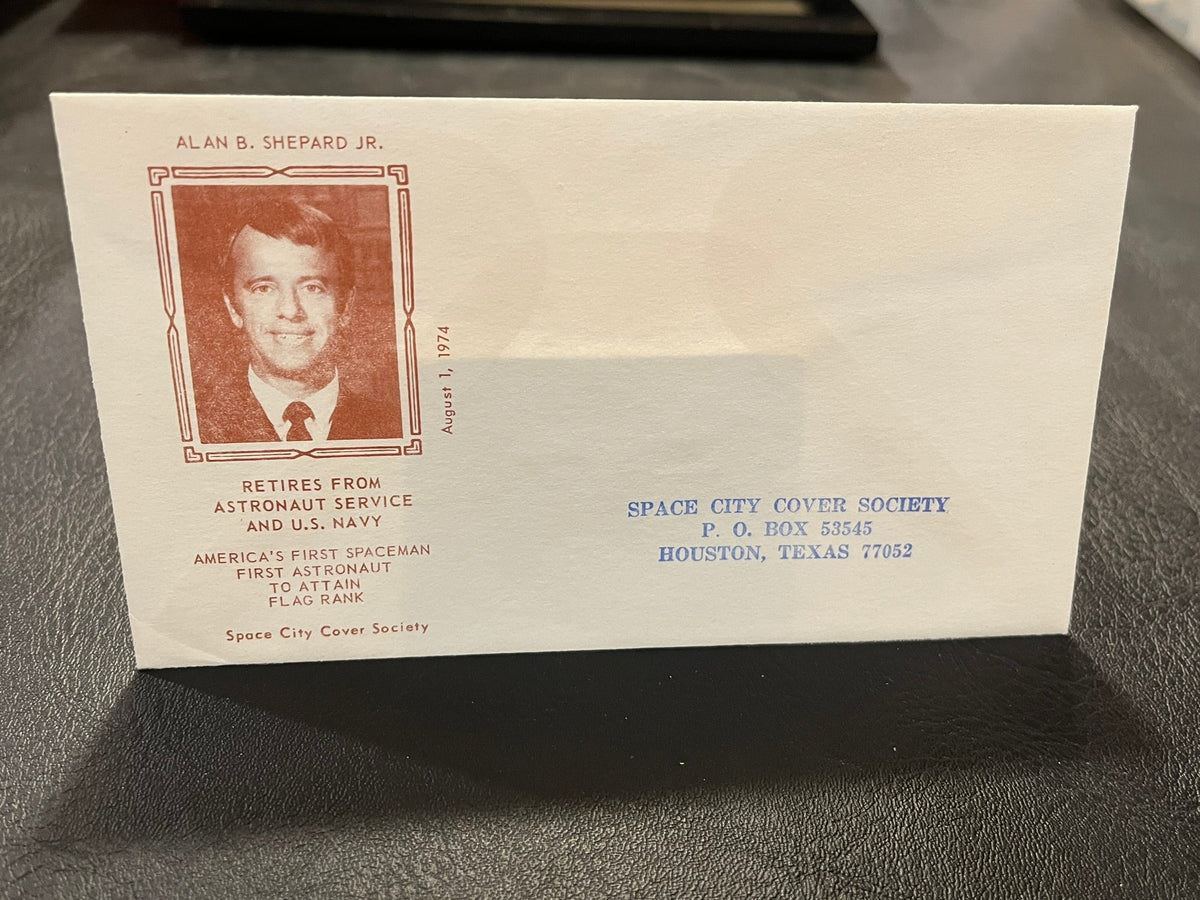 ALAN B. SHEPARD JR.
August 1, 1974
RETIRES FROM
ASTRONAUT SERVICE
AND U.S. NAVY
AMERICA'S FIRST SPACEMAN
FIRST ASTRONAUT
TO ATTAIN
FLAG RANK
Space City Cover Society
SPACE CITY COVER SOCIETY
P. O. BOX 53545
HOUSTON, TEXAS 77052